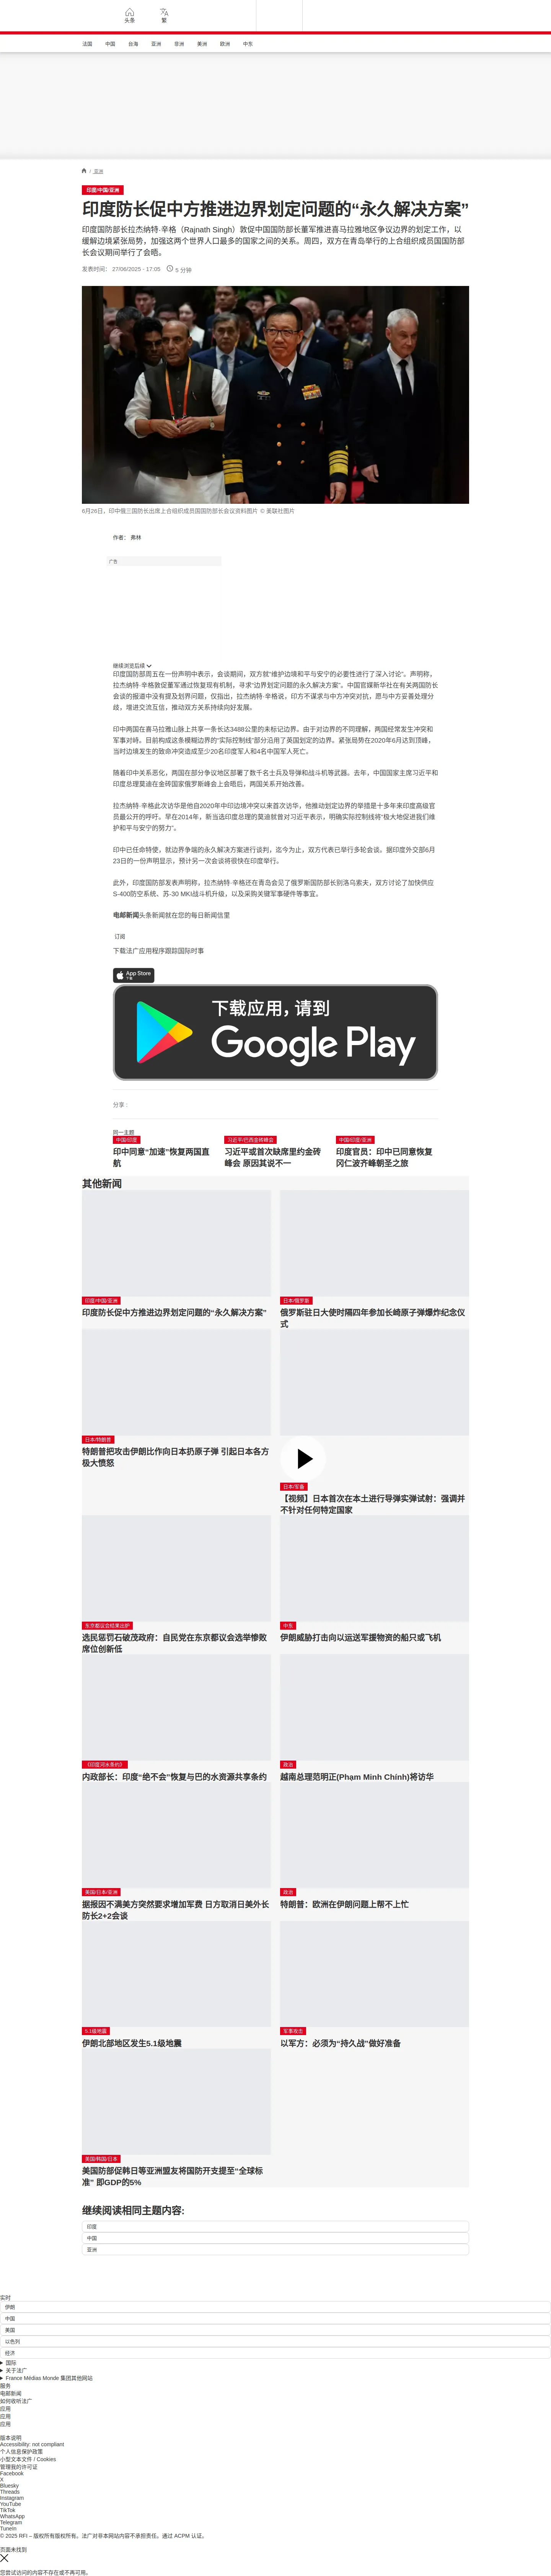 头条
繁
法国
中国
台海
亚洲
非洲
美洲
欧洲
中东
/ 亚洲
印度/中国/亚洲
印度防长促中方推进边界划定问题的“永久解决方案”
印度国防部长拉杰纳特·辛格（Rajnath Singh）敦促中国国防部长董军推进喜马拉雅地区争议边界的划定工作，以
缓解边境紧张局势，加强这两个世界人口最多的国家之间的关系。周四，双方在青岛举行的上合组织成员国国防部
长会议期间举行了会晤。
发表时间： 27/06/2025 - 17:05
5 分钟
6月26日，印中俄三国防长出席上合组织成员国国防部长会议资料图片 © 美联社图片
作者： 弗林
广告
继续浏览后续
印度国防部周五在一份声明中表示，会谈期间，双方就“维护边境和平与安宁的必要性进行了深入讨论”。声明称，
拉杰纳特·辛格敦促董军通过恢复现有机制，寻求“边界划定问题的永久解决方案”。中国官媒新华社在有关两国防长
会谈的报道中没有提及划界问题，仅指出，拉杰纳特·辛格说，印方不谋求与中方冲突对抗，愿与中方妥善处理分
歧，增进交流互信，推动双方关系持续向好发展。
印中两国在喜马拉雅山脉上共享一条长达3488公里的未标记边界。由于对边界的不同理解，两国经常发生冲突和
军事对峙。目前构成这条模糊边界的“实际控制线”部分沿用了英国划定的边界。紧张局势在2020年6月达到顶峰，
当时边境发生的致命冲突造成至少20名印度军人和4名中国军人死亡。
随着印中关系恶化，两国在部分争议地区部署了数千名士兵及导弹和战斗机等武器。去年，中国国家主席习近平和
印度总理莫迪在金砖国家俄罗斯峰会上会晤后，两国关系开始改善。
拉杰纳特·辛格此次访华是他自2020年中印边境冲突以来首次访华，他推动划定边界的举措是十多年来印度高级官
员最公开的呼吁。早在2014年，新当选印度总理的莫迪就曾对习近平表示，明确实际控制线将“极大地促进我们维
护和平与安宁的努力”。
印中已任命特使，就边界争端的永久解决方案进行谈判，迄今为止，双方代表已举行多轮会谈。据印度外交部6月
23日的一份声明显示，预计另一次会谈将很快在印度举行。
此外，印度国防部发表声明称，拉杰纳特·辛格还在青岛会见了俄罗斯国防部长别洛乌索夫，双方讨论了加快供应
S-400防空系统、苏-30 MKI战斗机升级，以及采购关键军事硬件等事宜。
电邮新闻头条新闻就在您的每日新闻信里
订阅
下载法广应用程序跟踪国际时事
App Store
下载
下载应用，请到
Google Play
分享 :
同一主题
中国/印度
印中同意“加速”恢复两国直
航
习近平/巴西金砖峰会
习近平或首次缺席里约金砖
峰会 原因其说不一
中国/印度/亚洲
印度官员：印中已同意恢复
冈仁波齐峰朝圣之旅
其他新闻
印度/中国/亚洲
印度防长促中方推进边界划定问题的“永久解决方案”
日本/俄罗斯
俄罗斯驻日大使时隔四年参加长崎原子弹爆炸纪念仪
式
日本/特朗普
特朗普把攻击伊朗比作向日本扔原子弹 引起日本各方
极大愤怒
日本/军备
【视频】日本首次在本土进行导弹实弹试射：强调并
不针对任何特定国家
东京都议会结果出炉
选民惩罚石破茂政府：自民党在东京都议会选举惨败
席位创新低
中东
伊朗威胁打击向以运送军援物资的船只或飞机
《印度河水条约》
内政部长：印度“绝不会”恢复与巴的水资源共享条约
政治
越南总理范明正(Phạm Minh Chính)将访华
美国/日本/亚洲
据报因不满美方突然要求增加军费 日方取消日美外长
防长2+2会谈
政治
特朗普：欧洲在伊朗问题上帮不上忙
5.1级地震
伊朗北部地区发生5.1级地震
军事攻击
以军方：必须为“持久战”做好准备
美国/韩国/日本
美国防部促韩日等亚洲盟友将国防开支提至“全球标
准” 即GDP的5%
继续阅读相同主题内容:
印度
中国
亚洲
实时
伊朗
中国
美国
以色列
经济
国际
关于法广
France Médias Monde 集团其他网站
服务
电邮新闻
如何收听法广
应用
应用
应用
版本说明
Accessibility: not compliant
个人信息保护政策
小型文本文件 / Cookies
管理我的许可证
Facebook
X
Bluesky
Threads
Instagram
YouTube
TikTok
WhatsApp
Telegram
TuneIn
© 2025 RFI – 版权所有版权所有。法广对非本网站内容不承担责任。通过 ACPM 认证。
页面未找到
您尝试访问的内容不存在或不再可用。